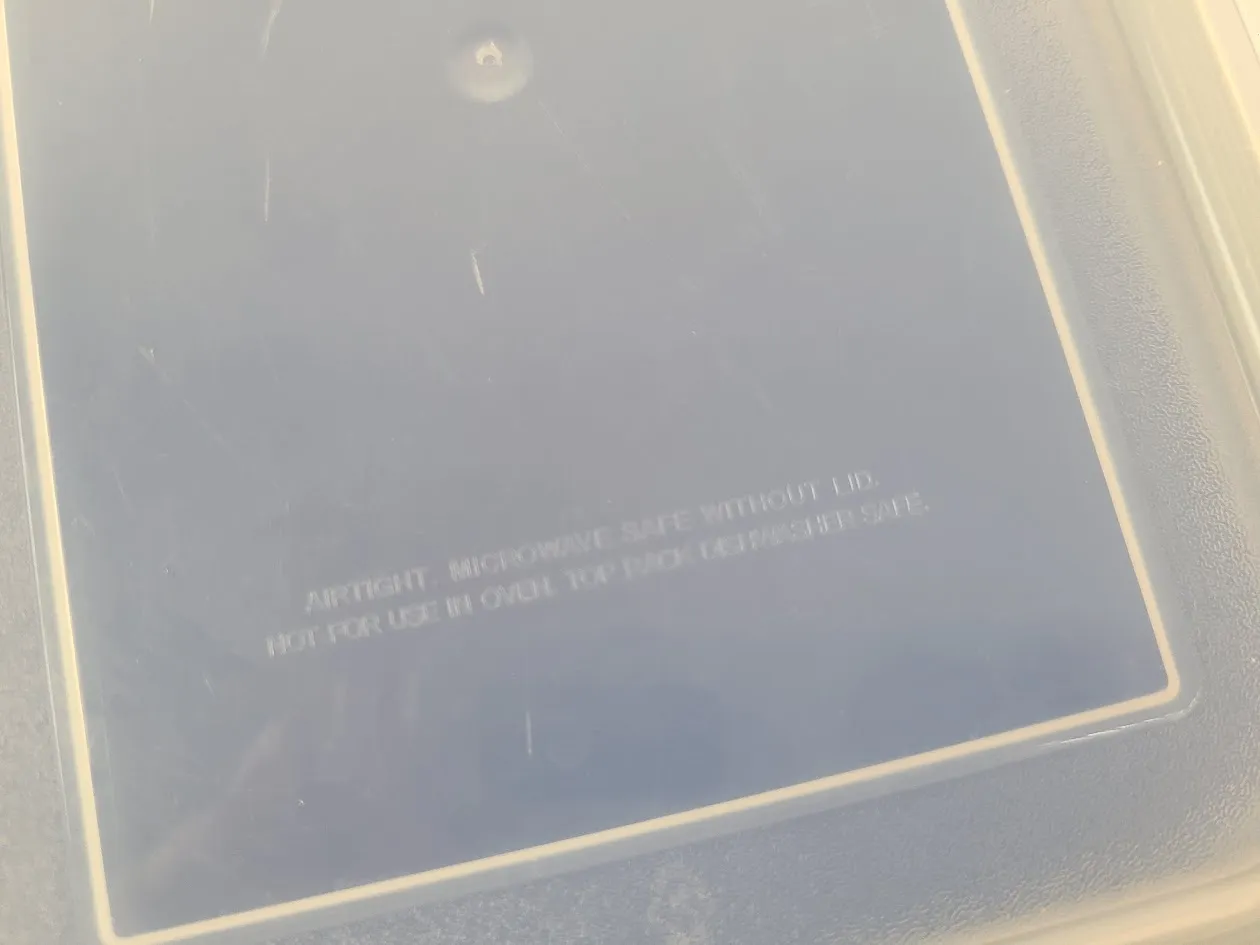 AIRTIGHT. MICROWAVE SAFE WITHOUT LID.
NOT FOR USE IN OVEN. TOP RACK DISHWASHER SAFE.